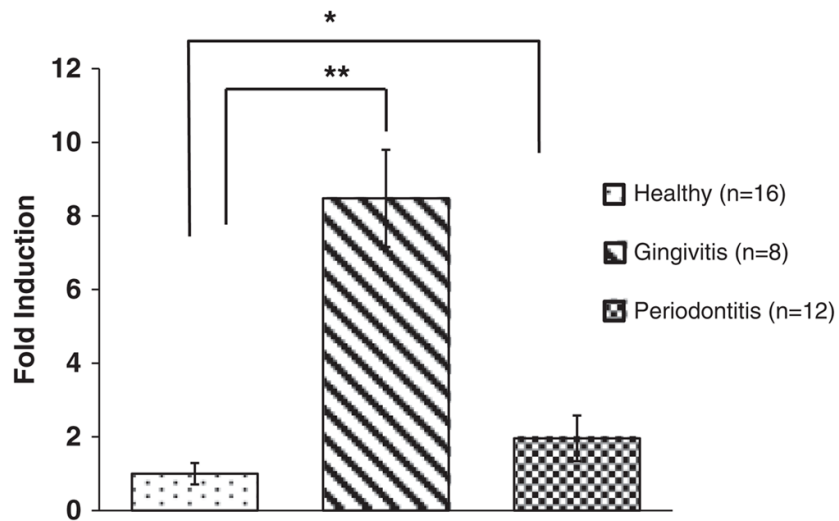 *
**
12
10
8
6
4
2
0
Fold Induction
Healthy (n=16)
Gingivitis (n=8)
Periodontitis (n=12)